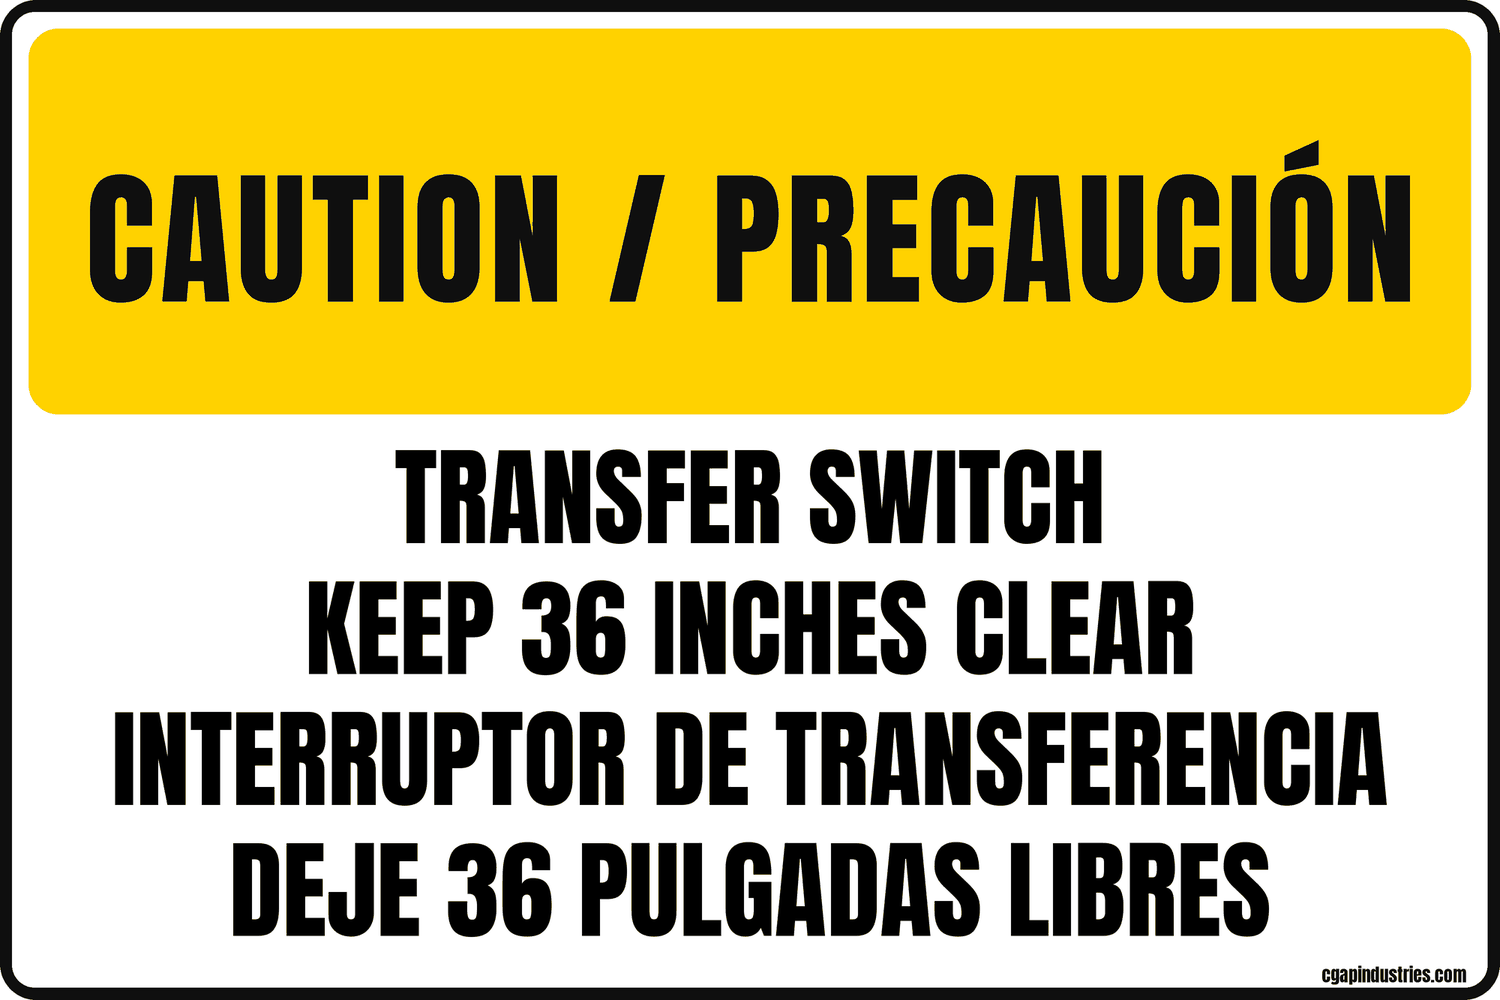 CAUTION / PRECAUCIÓN
TRANSFER SWITCH
KEEP 36 INCHES CLEAR
INTERRUPTOR DE TRANSFERENCIA
DEJE 36 PULGADAS LIBRES
cgapindustries.com